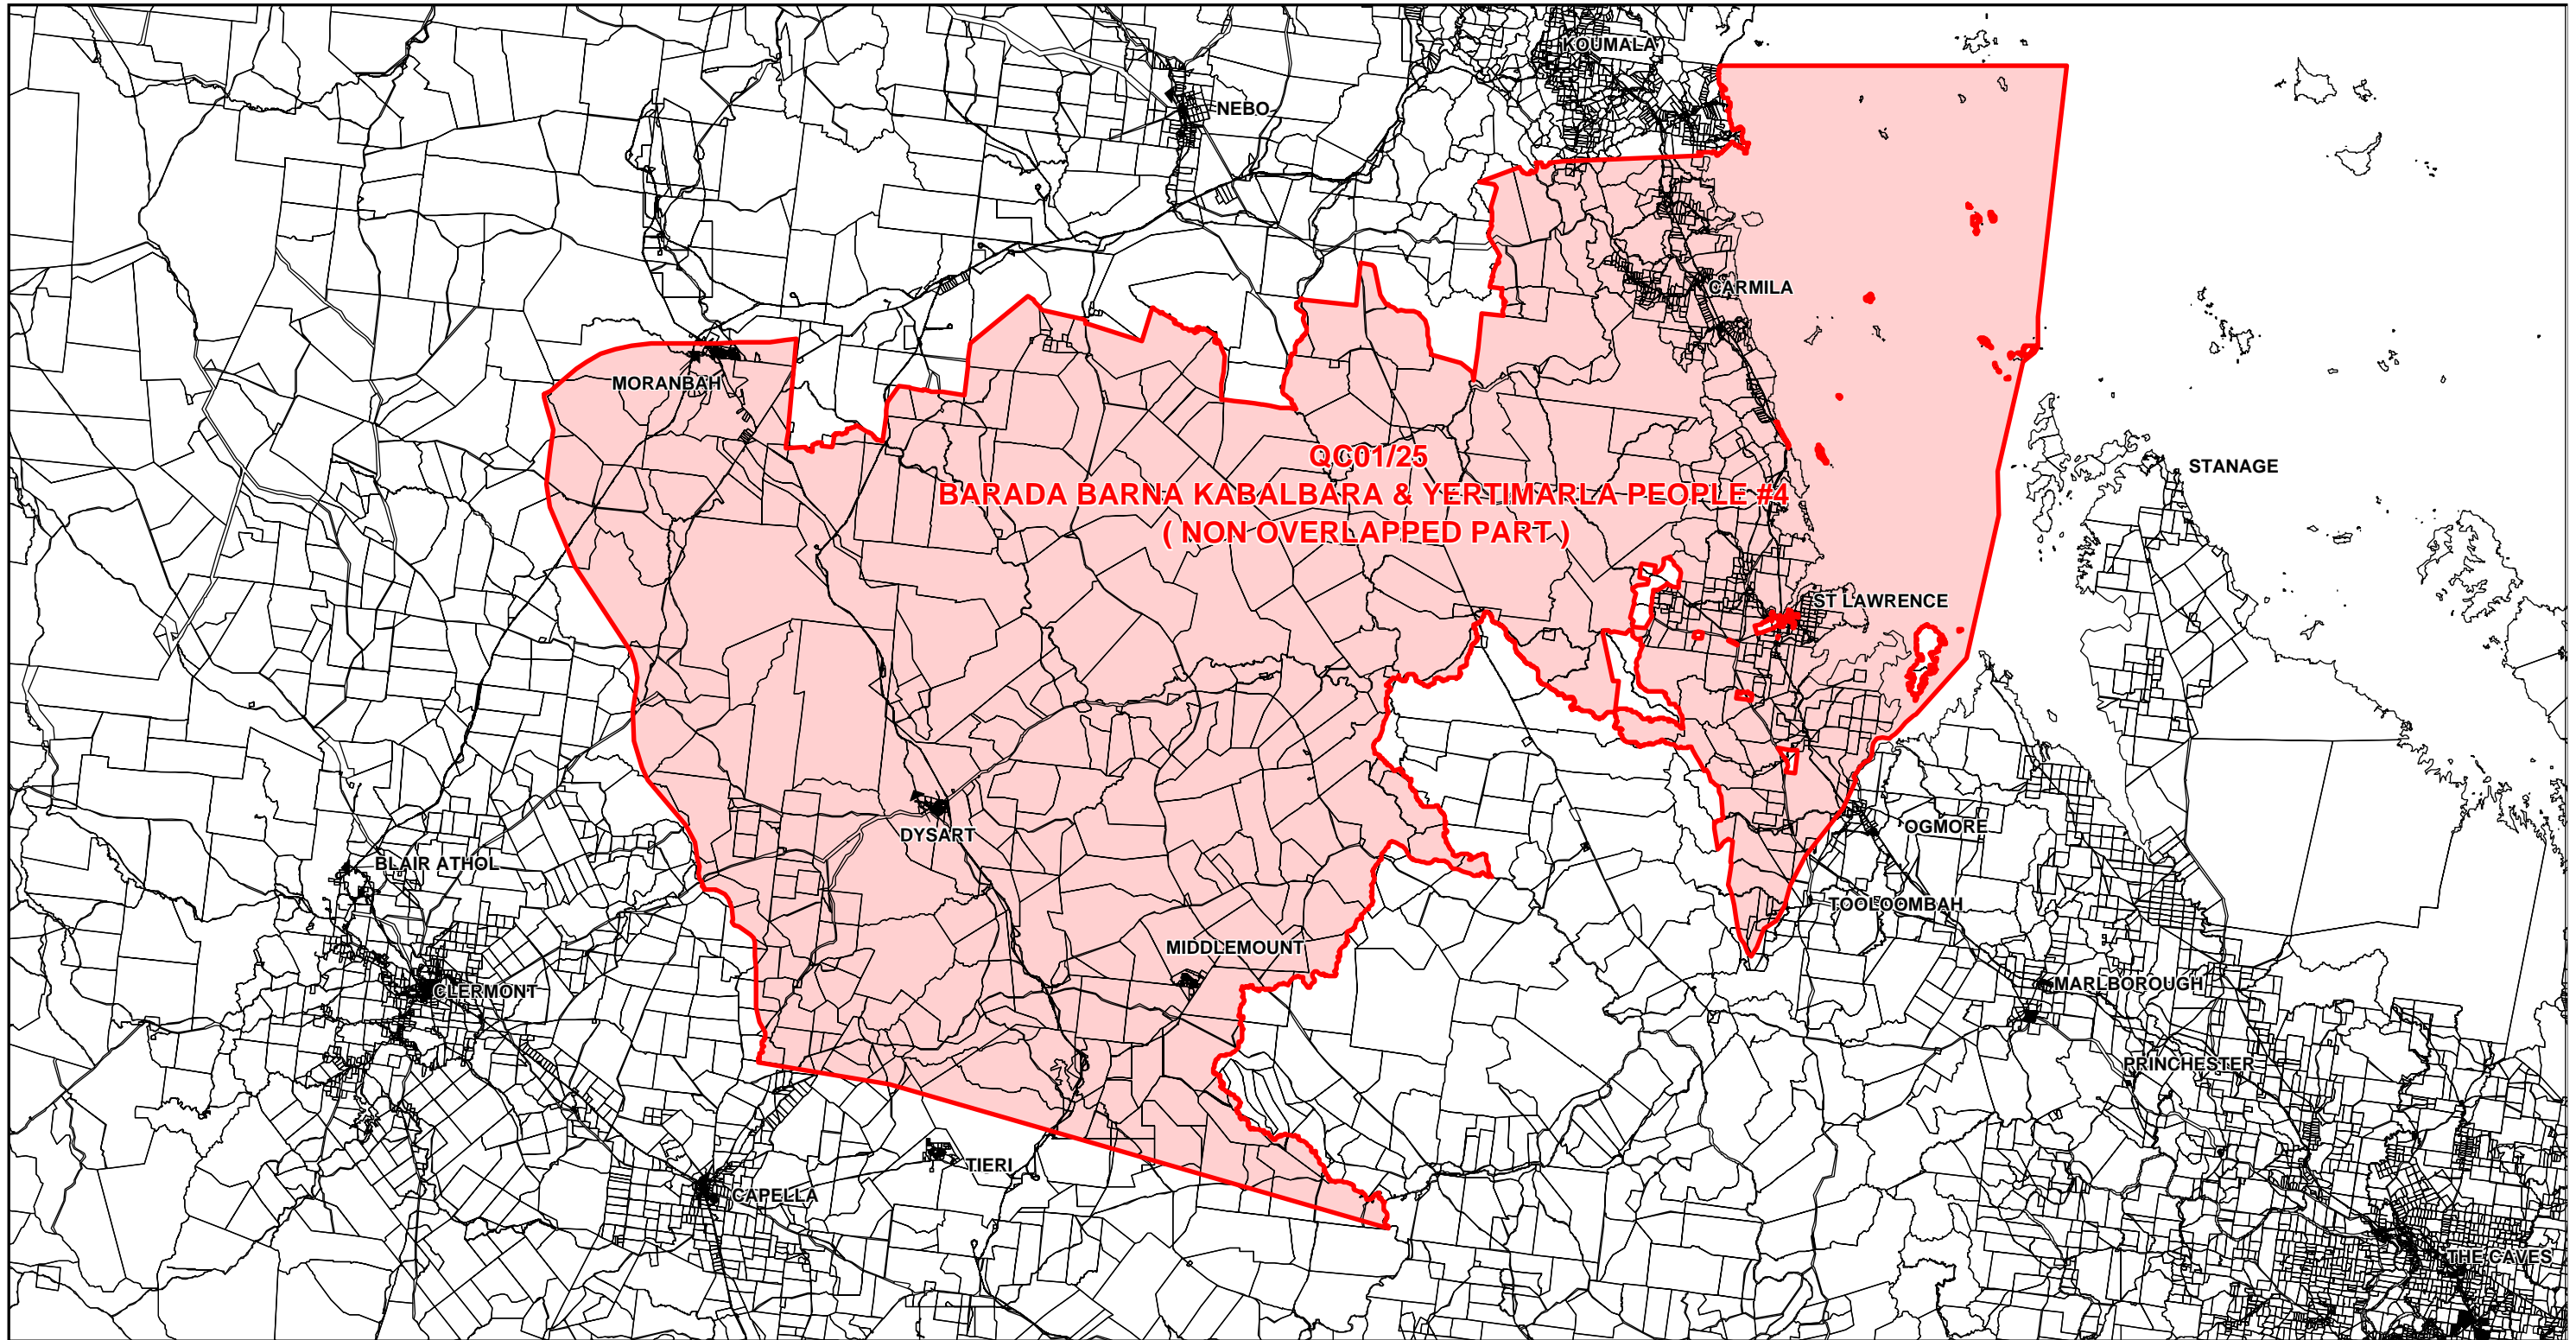 KOUMALA
NEBO
CARMILA
MORANBAH
QC01/25
BARADA BARNA KABALBARA & YERTIMARLA PEOPLE #4
( NON OVERLAPPED PART )
STANAGE
ST LAWRENCE
OGMORE
DYSART
BLAIR ATHOL
TOOLOOMBAH
MIDDLEMOUNT
MARLBOROUGH
CLERMONT
PRINCHESTER
TIERI
CAPELLA
THE CAVES